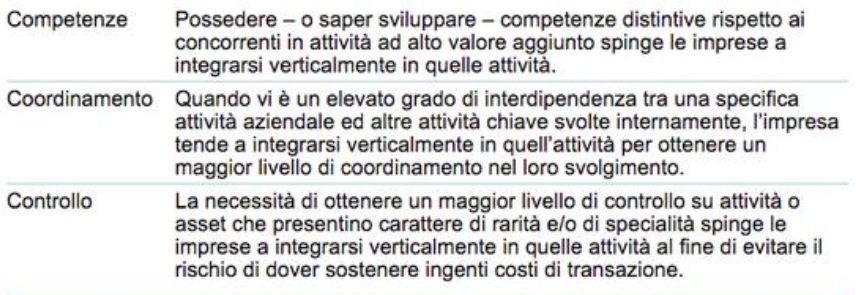 Competenze Possedere – o saper sviluppare – competenze distintive rispetto ai
concorrenti in attività ad alto valore aggiunto spinge le imprese a
integrarsi verticalmente in quelle attività.
Coordinamento Quando vi è un elevato grado di interdipendenza tra una specifica
attività aziendale ed altre attività chiave svolte internamente, l'impresa
tende a integrarsi verticalmente in quell'attività per ottenere un
maggior livello di coordinamento nel loro svolgimento.
Controllo La necessità di ottenere un maggior livello di controllo su attività o
asset che presentino carattere di rarità e/o di specialità spinge le
imprese a integrarsi verticalmente in quelle attività al fine di evitare il
rischio di dover sostenere ingenti costi di transazione.